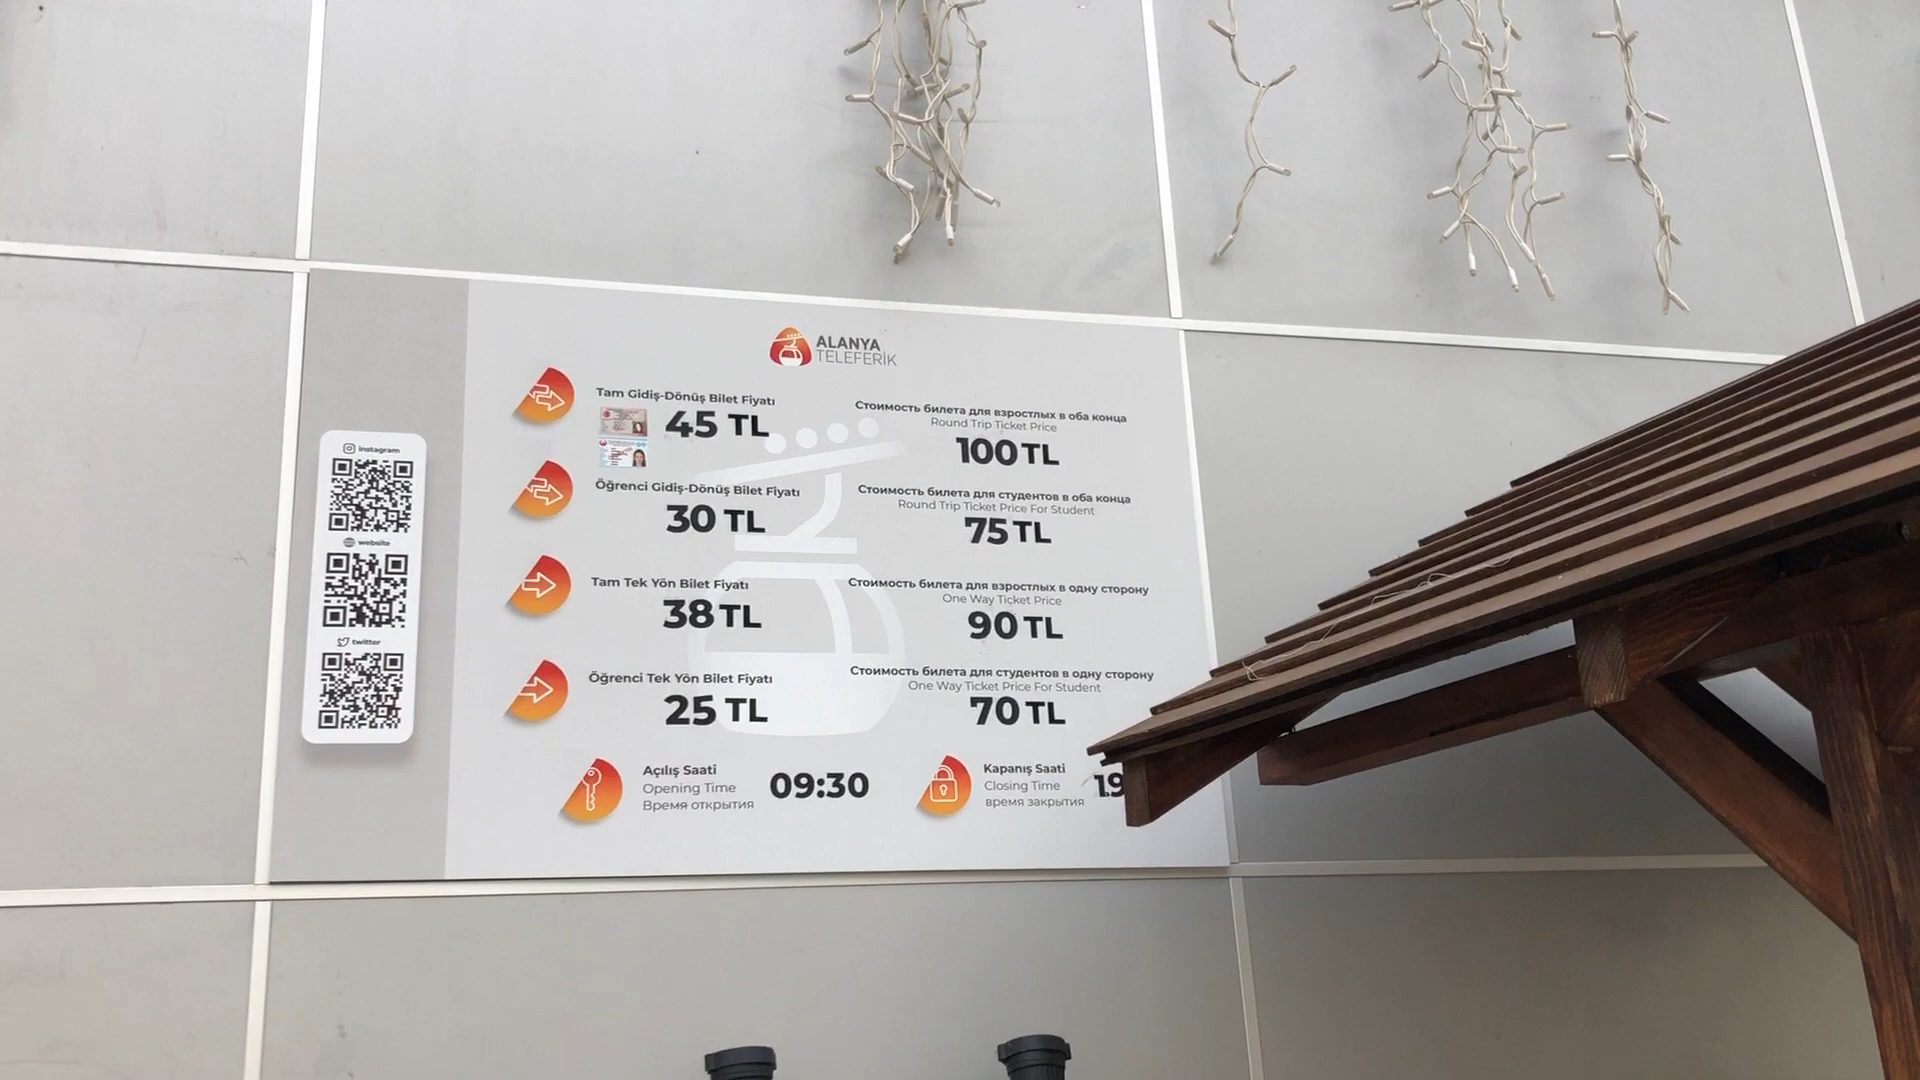 instagram
website
twitter
ALANYA
TELEFERİK
Tam Gidiş-Dönüş Bilet Fiyatı
45 TL
Стоимость билета для взростлых в оба конца
Round Trip Ticket Price
100 TL
Öğrenci Gidiş-Dönüş Bilet Fiyatı
30 TL
Стоимость билета для студентов в оба конца
Round Trip Ticket Price For Student
75 TL
Tam Tek Yön Bilet Fiyatı
38 TL
Стоимость билета для взростлых в одну сторону
One Way Ticket Price
90 TL
Öğrenci Tek Yön Bilet Fiyatı
25 TL
Стоимость билета для студентов в одну сторону
One Way Ticket Price For Student
70 TL
Açılış Saati
Opening Time
Время открытия
09:30
Kapanış Saati
Closing Time
время закрытия
19